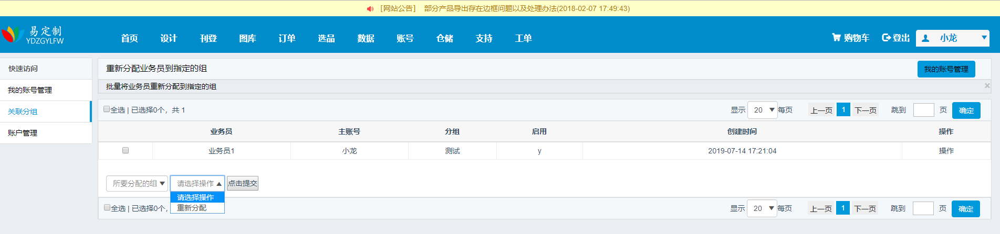 ［网站公告］ 部分产品导出存在边框问题以及处理办法(2018-02-07 17:49:43)
易定制
YDZGYLFW
首页 设计 刊登 图库 订单 选品 数据 账号 仓储 支持 工单 购物车 登出 小龙
快速访问
我的账号管理
关联分组
账户管理
重新分配业务员到指定的组 我的账号管理
批量将业务员重新分配到指定的组 ×
全选 | 已选择0个，共 1 显示 20 每页 上一页 1 下一页 跳到 页 确定
业务员 主账号 分组 启用 创建时间 操作
业务员1 小龙 测试 y 2019-07-14 17:21:04 操作
所要分配的组 请选择操作 点击提交
请选择操作
重新分配
全选 | 已选择0个， 显示 20 每页 上一页 1 下一页 跳到 页 确定